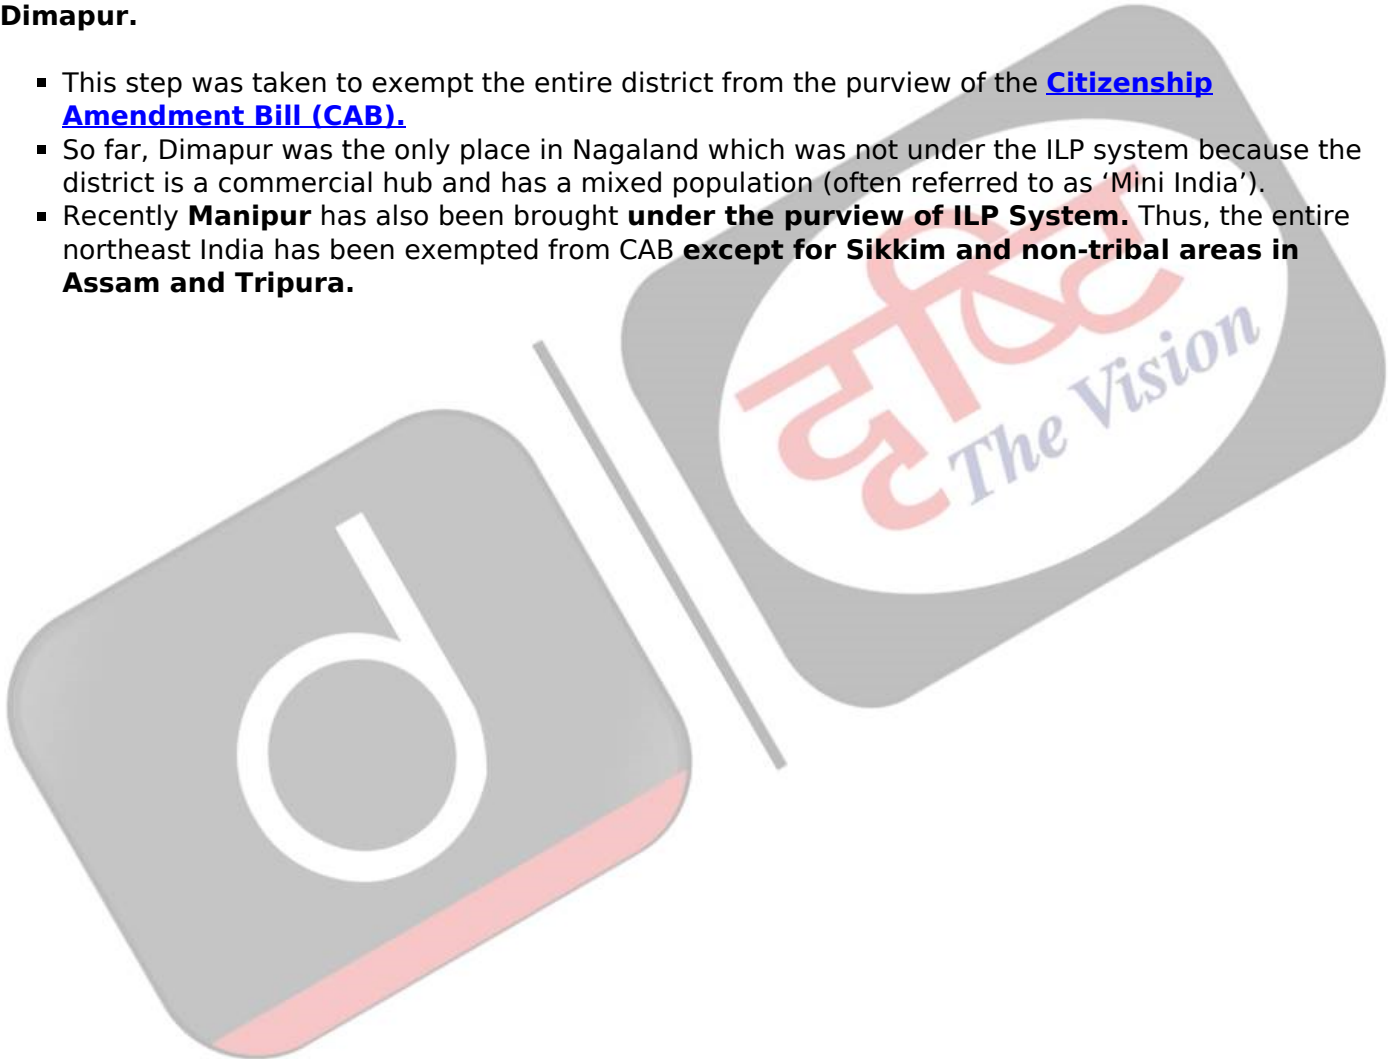 Dimapur.
▪ This step was taken to exempt the entire district from the purview of the Citizenship
Amendment Bill (CAB).
▪ So far, Dimapur was the only place in Nagaland which was not under the ILP system because the
district is a commercial hub and has a mixed population (often referred to as ‘Mini India’).
▪ Recently Manipur has also been brought under the purview of ILP System. Thus, the entire
northeast India has been exempted from CAB except for Sikkim and non-tribal areas in
Assam and Tripura.
दृष्टि
The Vision
d